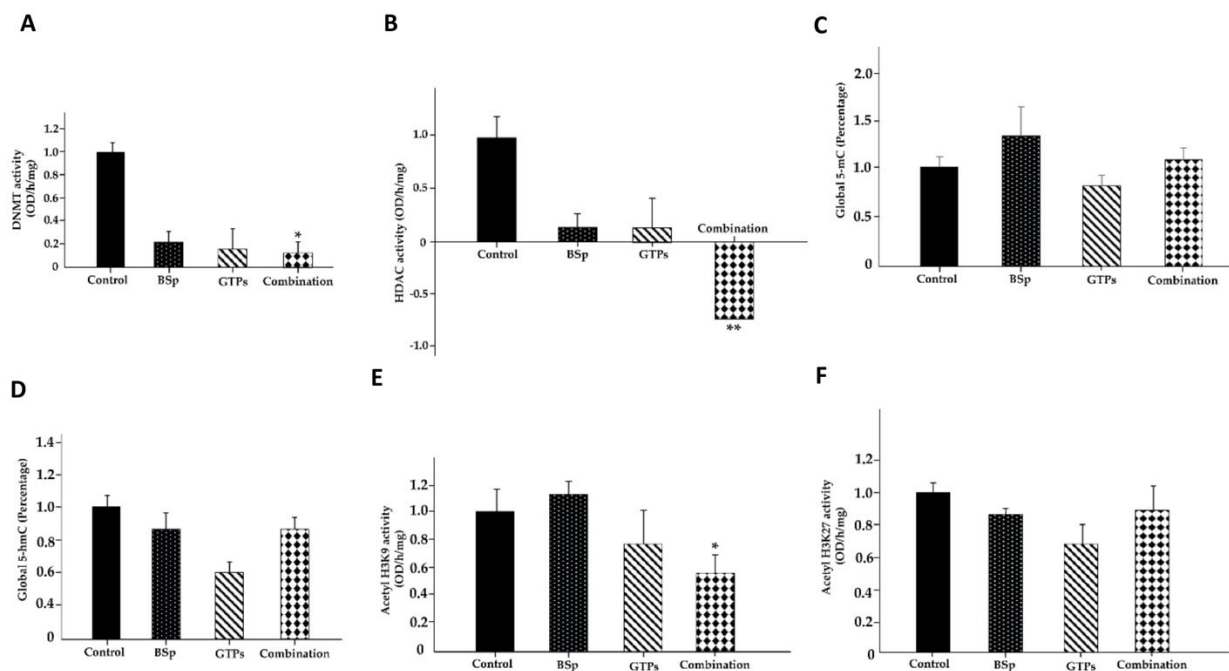 A
DNMT activity
(OD/h/mg)
1.2
1.0
0.8
0.6
0.4
0.2
0
*
Control
BSp
GTPs
Combination
B
HDAC activity (OD/h/mg)
1.0
0.5
0
-0.5
-1.0
Control
BSp
GTPs
Combination
**
C
Global 5-mC (Percentage)
2.0
1.5
1.0
0.5
0
Control
BSp
GTPs
Combination
D
Global 5-hmC (Percentage)
1.4
1.2
1.0
0.8
0.6
0.4
0
Control
BSp
GTPs
Combination
E
Acetyl H3K9 activity
(OD/h/mg)
1.2
1.0
0.8
0.6
0.4
0.2
0
*
Control
BSp
GTPs
Combination
F
Acetyl H3K27 activity
(OD/h/mg)
1.2
1.0
0.8
0.6
0.4
0.2
0
Control
BSp
GTPs
Combination